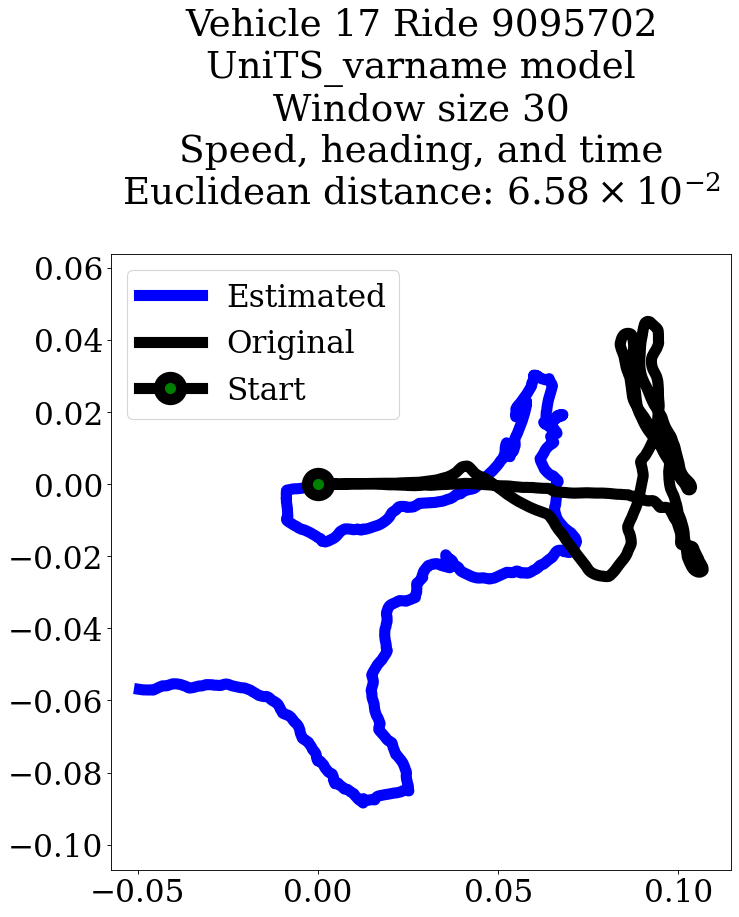 Vehicle 17 Ride 9095702
UniTS_varname model
Window size 30
Speed, heading, and time
Euclidean distance: 6.58 × 10⁻²
0.06
0.04
0.02
0.00
−0.02
−0.04
−0.06
−0.08
−0.10
Estimated
Original
Start
−0.05
0.00
0.05
0.10